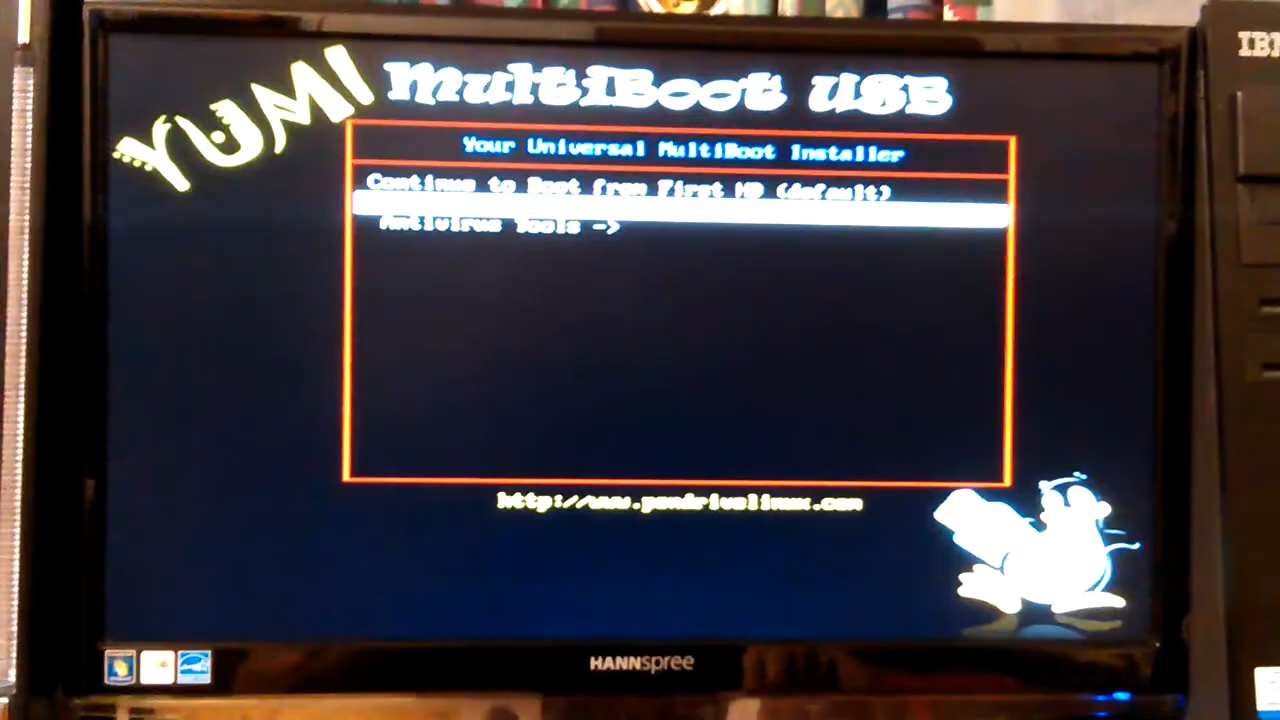 YUMI MultiBoot USB
Your Universal MultiBoot Installer
Continue to Boot from First HD (default)
Antivirus Tools ->
http://www.pendrivelinux.com
HANNspree
IBM